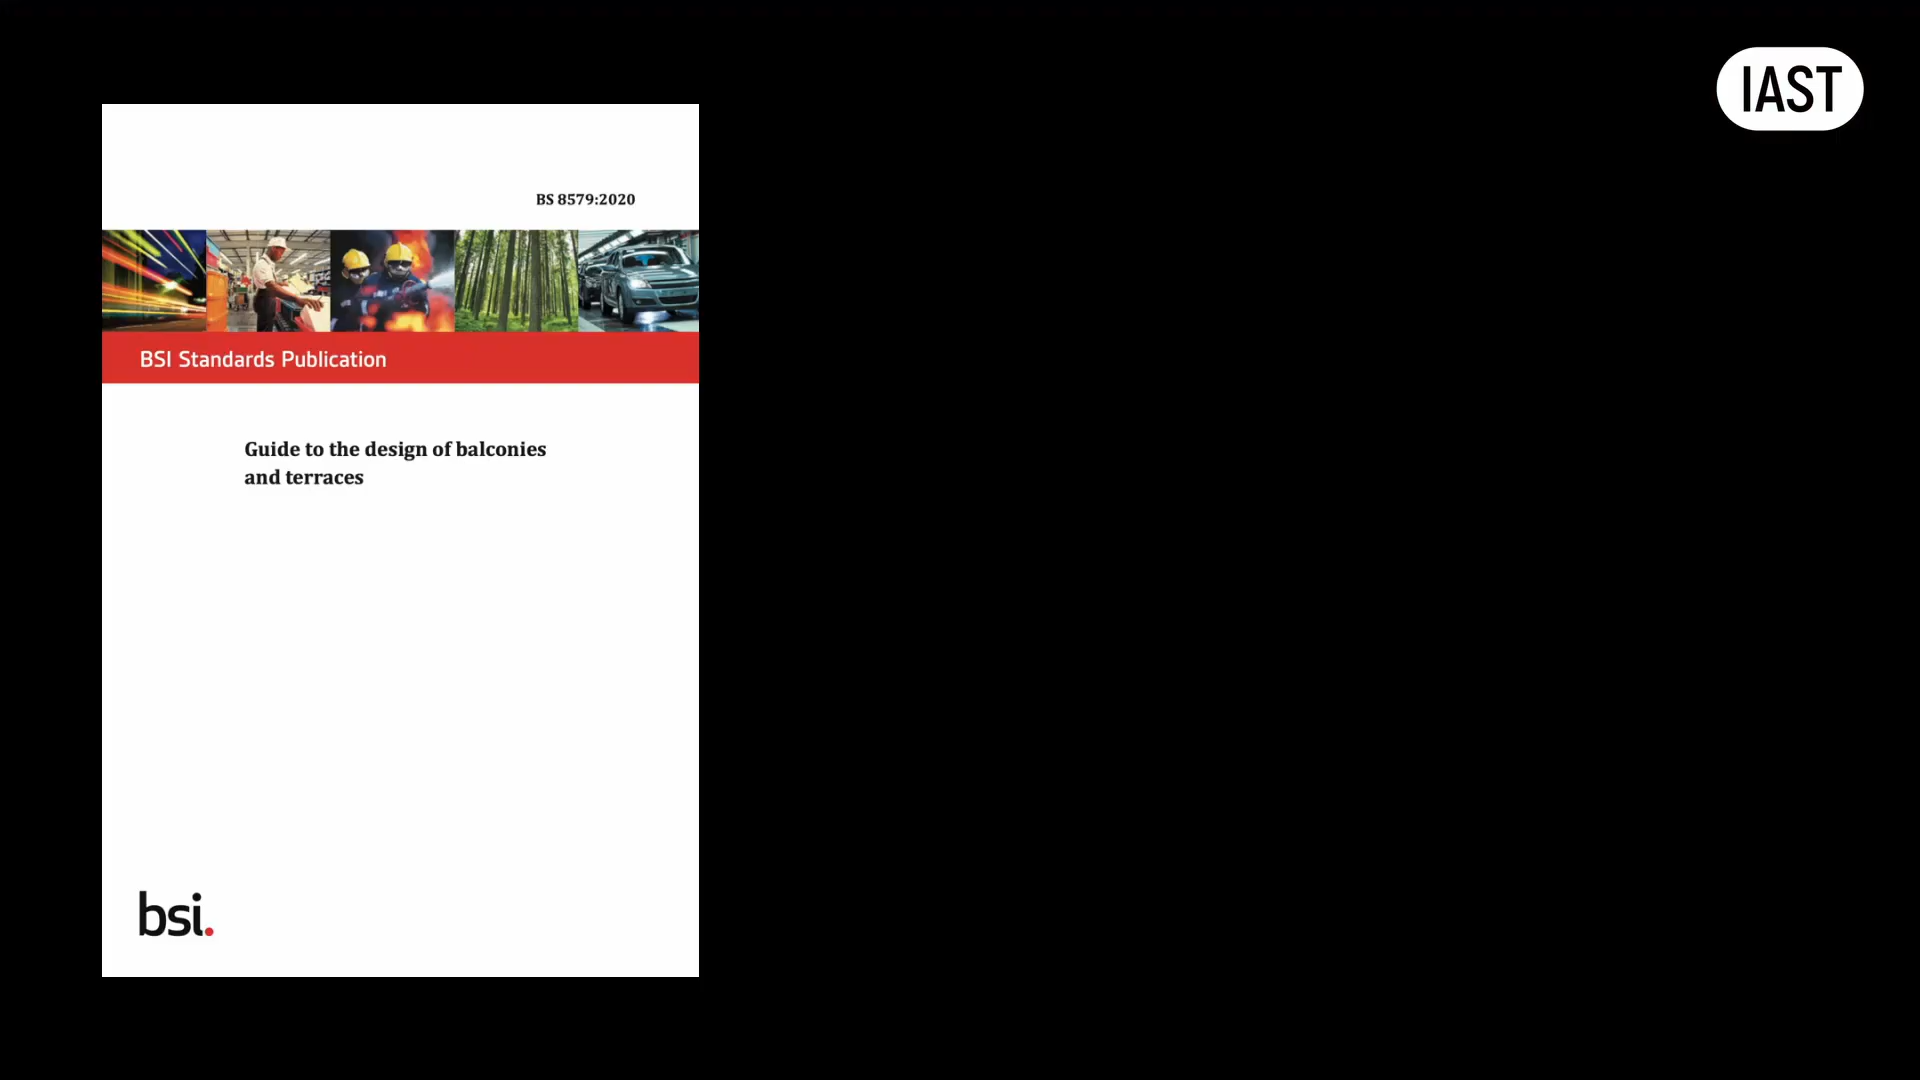 IAST
BS 8579:2020
BSI Standards Publication
Guide to the design of balconies
and terraces
bsi.